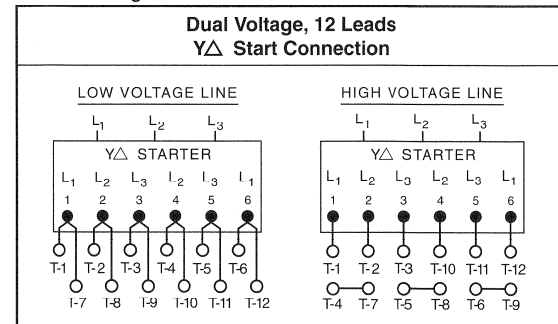 Dual Voltage, 12 Leads
Y△ Start Connection
LOW VOLTAGE LINE
L1 L2 L3
Y△ STARTER
L1 L2 L3 L2 L3 L1
1 2 3 4 5 6
T-1 T-2 T-3 T-4 T-5 T-6
T-7 T-8 T-9 T-10 T-11 T-12
HIGH VOLTAGE LINE
L1 L2 L3
Y△ STARTER
L1 L2 L3 L2 L3 L1
1 2 3 4 5 6
T-1 T-2 T-3 T-10 T-11 T-12
T-4 T-7 T-5 T-8 T-6 T-9